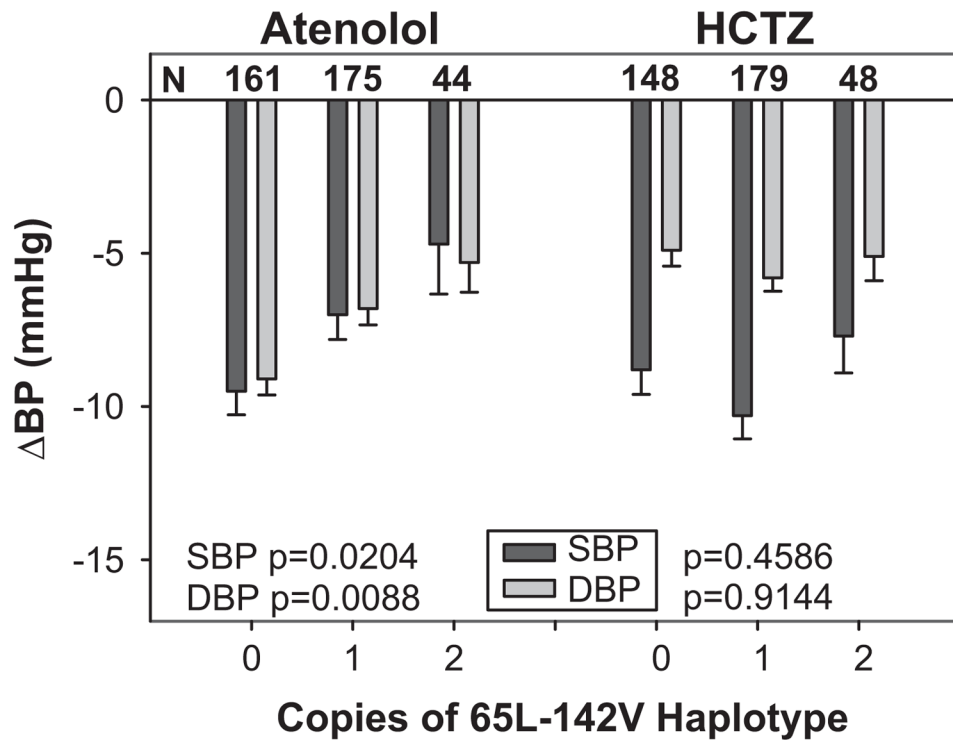 Atenolol HCTZ
N 161 175 44 148 179 48
0
-5
-10
-15
ΔBP (mmHg)
SBP p=0.0204 SBP p=0.4586
DBP p=0.0088 DBP p=0.9144
0 1 2 0 1 2
Copies of 65L-142V Haplotype